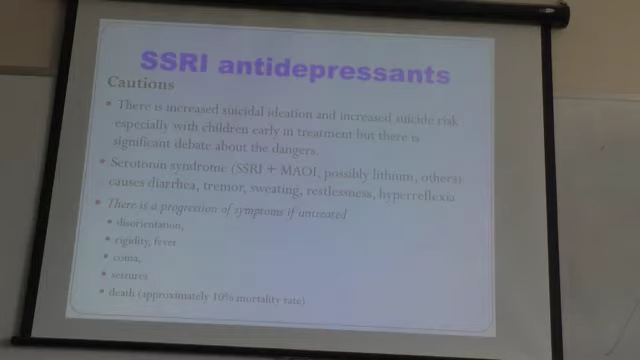 SSRI antidepressants
Cautions
• There is increased suicidal ideation and increased suicide risk
especially with children early in treatment but there is
significant debate about the dangers.
• Serotonin syndrome (SSRI + MAOI, possibly lithium, others)
causes diarrhea, tremor, sweating, restlessness, hyperreflexia
• There is a progression of symptoms if untreated
• disorientation,
• rigidity, fever
• coma,
• seizures
• death (approximately 10% mortality rate)